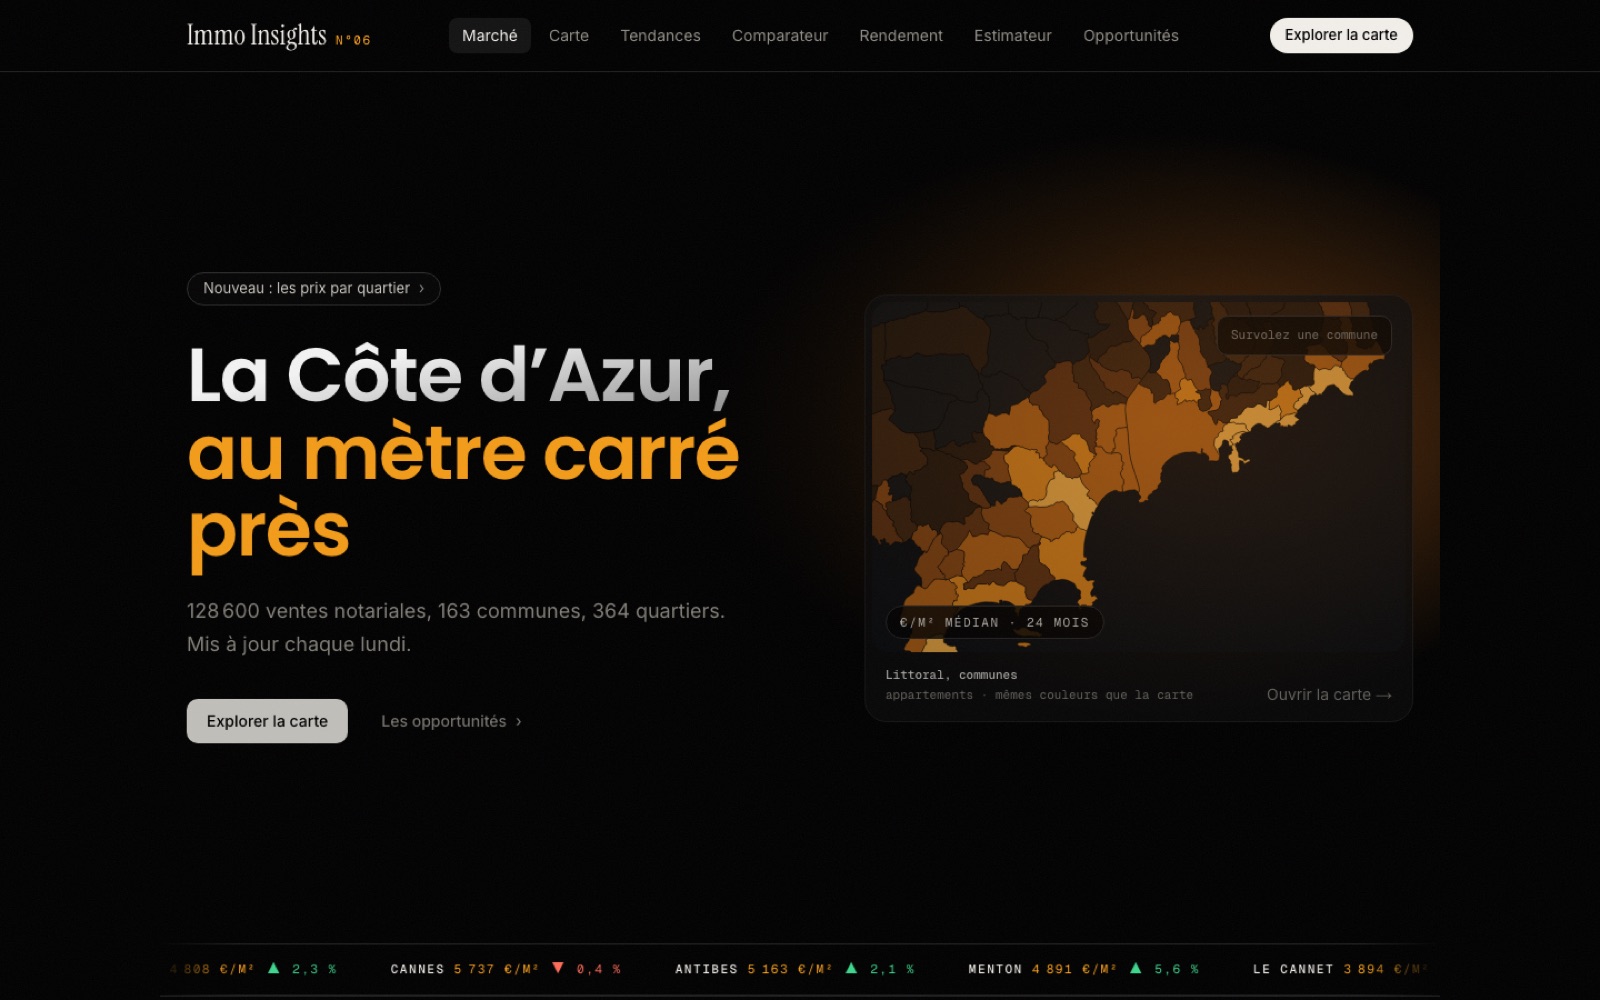 Immo Insights N°06
Marché
Carte
Tendances
Comparateur
Rendement
Estimateur
Opportunités
Explorer la carte
Nouveau : les prix par quartier ›
La Côte d’Azur,
au mètre carré
près
128 600 ventes notariales, 163 communes, 364 quartiers.
Mis à jour chaque lundi.
Explorer la carte
Les opportunités ›
Survolez une commune
€/M² MÉDIAN · 24 MOIS
Littoral, communes
appartements · mêmes couleurs que la carte
Ouvrir la carte →
4 808 €/M² ▲ 2,3 % CANNES 5 737 €/M² ▼ 0,4 % ANTIBES 5 163 €/M² ▲ 2,1 % MENTON 4 891 €/M² ▲ 5,6 % LE CANNET 3 894 €/M²